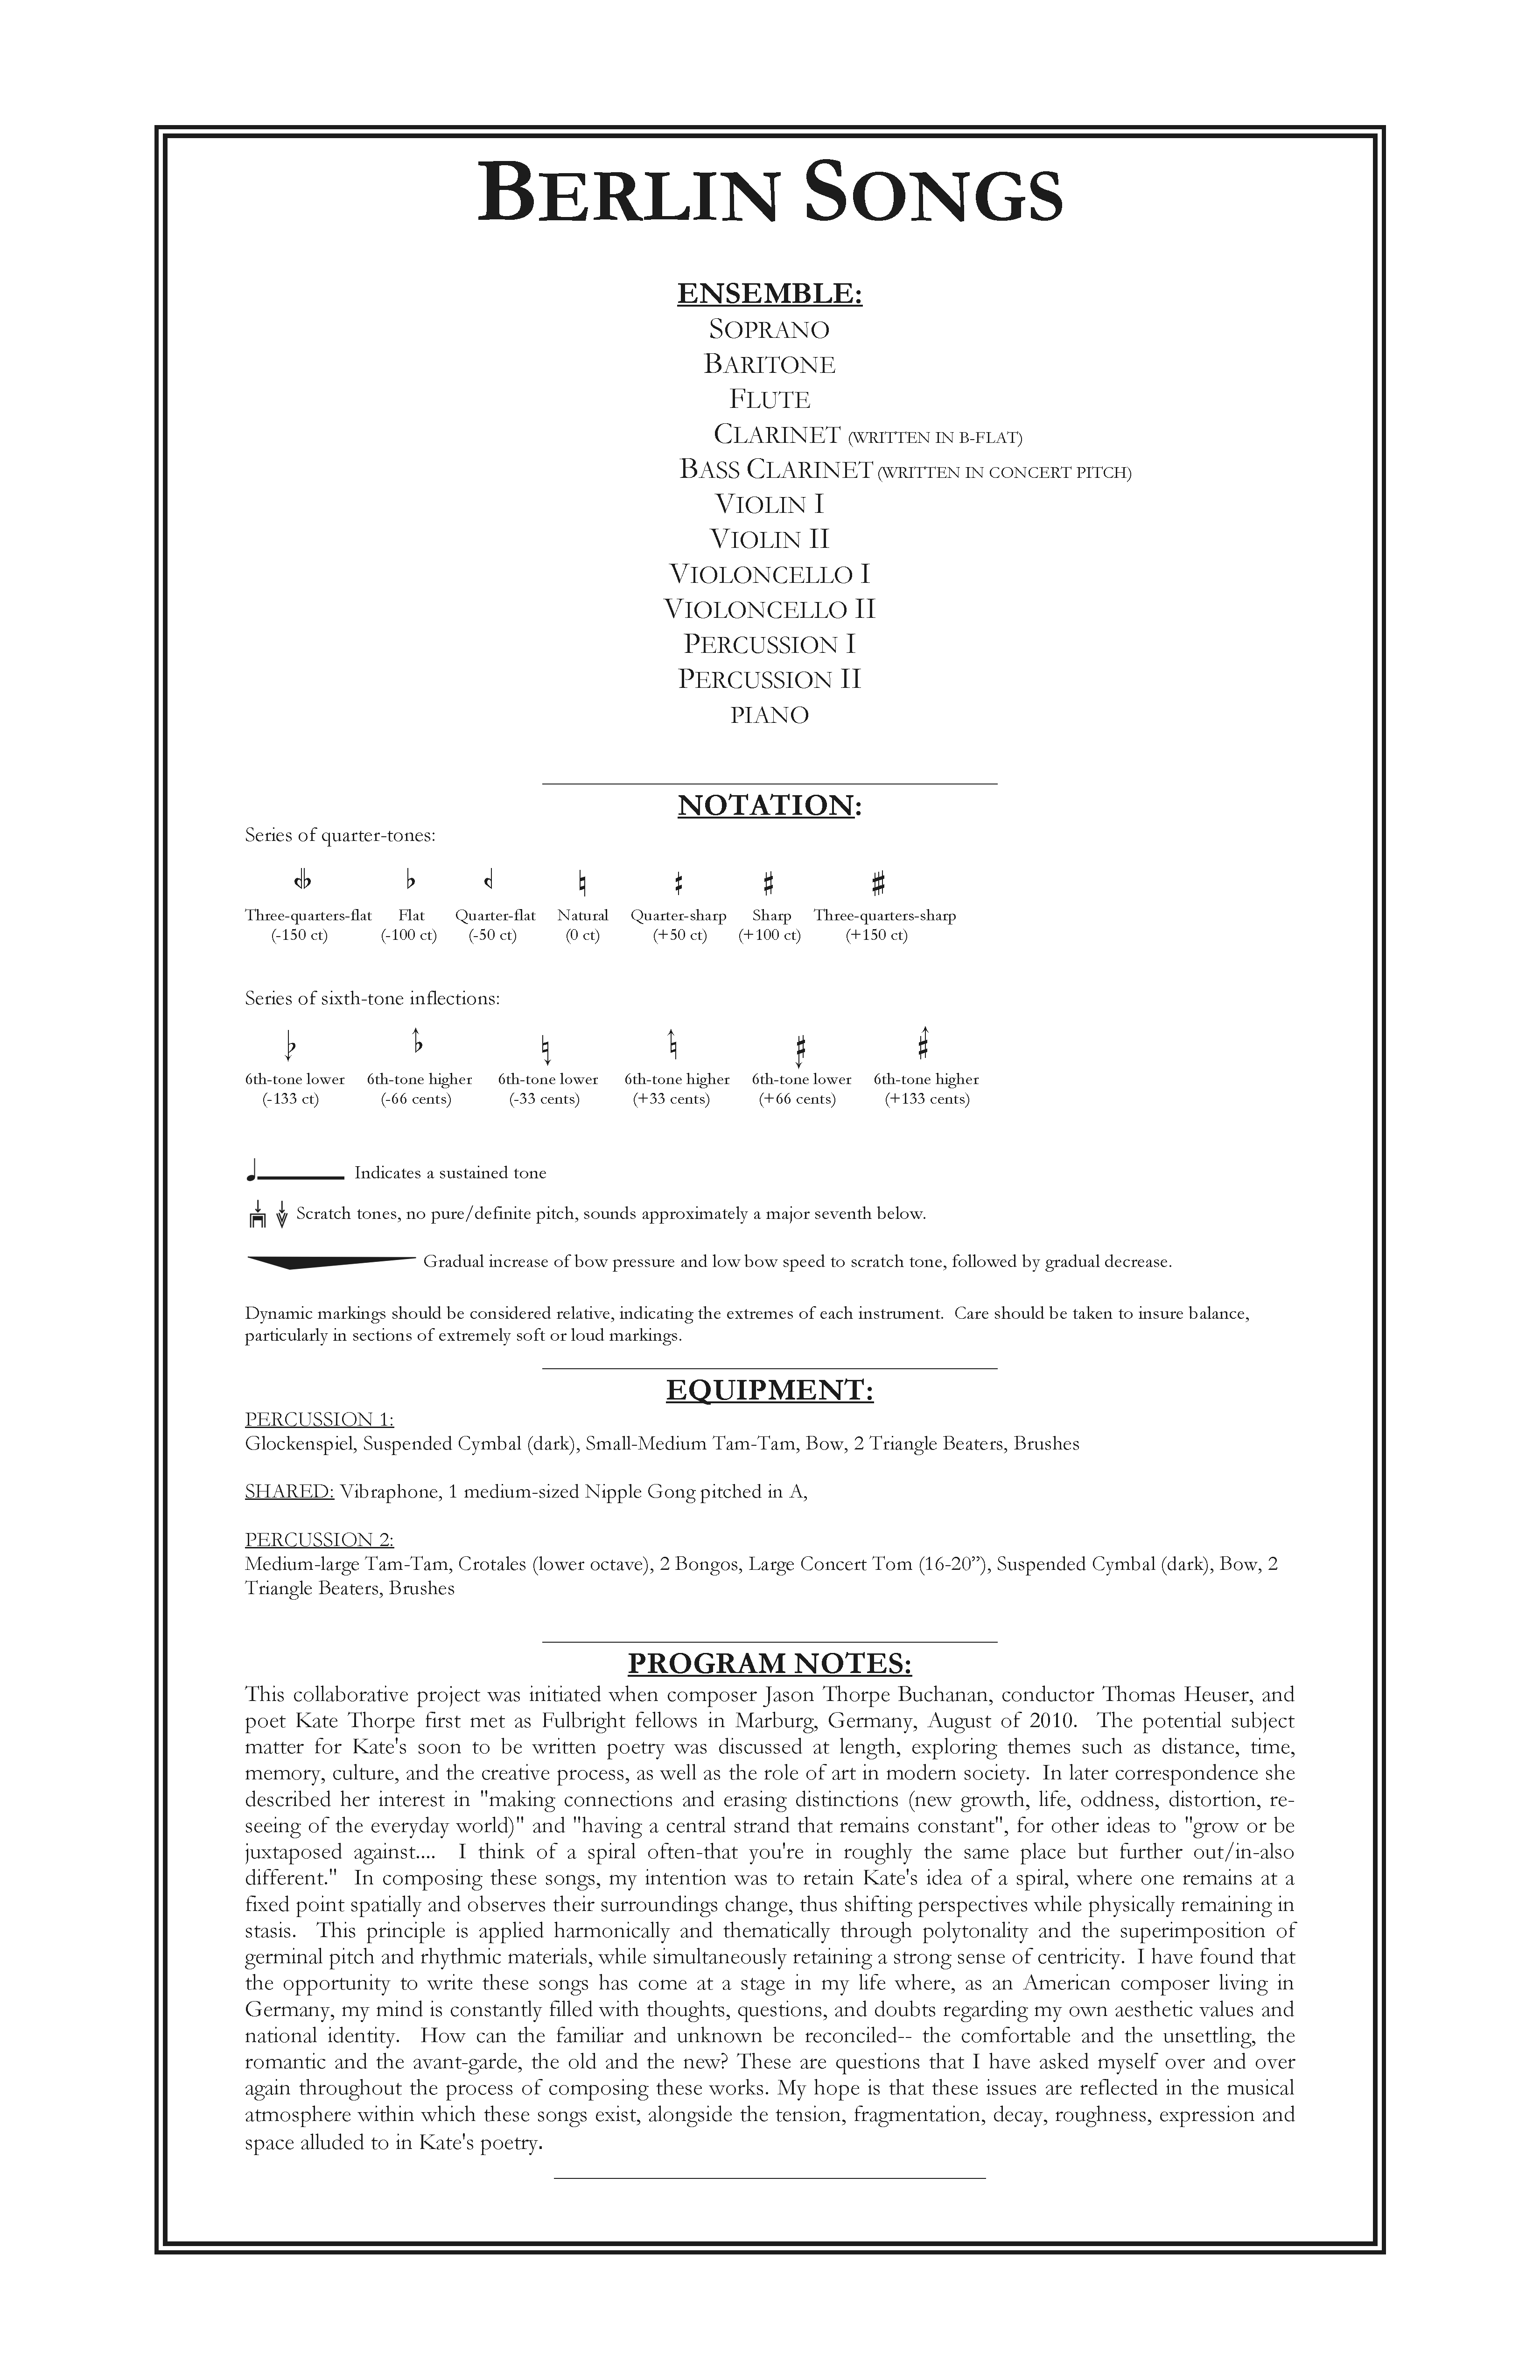 BERLIN SONGS
ENSEMBLE:
SOPRANO
BARITONE
FLUTE
CLARINET (WRITTEN IN B-FLAT)
BASS CLARINET (WRITTEN IN CONCERT PITCH)
VIOLIN I
VIOLIN II
VIOLONCELLO I
VIOLONCELLO II
PERCUSSION I
PERCUSSION II
PIANO
NOTATION:
Series of quarter-tones:
Three-quarters-flat Flat Quarter-flat Natural Quarter-sharp Sharp Three-quarters-sharp
(-150 ct) (-100 ct) (-50 ct) (0 ct) (+50 ct) (+100 ct) (+150 ct)
Series of sixth-tone inflections:
6th-tone lower 6th-tone higher 6th-tone lower 6th-tone higher 6th-tone lower 6th-tone higher
(-133 ct) (-66 cents) (-33 cents) (+33 cents) (+66 cents) (+133 cents)
Indicates a sustained tone
Scratch tones, no pure/definite pitch, sounds approximately a major seventh below.
Gradual increase of bow pressure and low bow speed to scratch tone, followed by gradual decrease.
Dynamic markings should be considered relative, indicating the extremes of each instrument. Care should be taken to insure balance,
particularly in sections of extremely soft or loud markings.
EQUIPMENT:
PERCUSSION 1:
Glockenspiel, Suspended Cymbal (dark), Small-Medium Tam-Tam, Bow, 2 Triangle Beaters, Brushes
SHARED: Vibraphone, 1 medium-sized Nipple Gong pitched in A,
PERCUSSION 2:
Medium-large Tam-Tam, Crotales (lower octave), 2 Bongos, Large Concert Tom (16-20”), Suspended Cymbal (dark), Bow, 2
Triangle Beaters, Brushes
PROGRAM NOTES:
This collaborative project was initiated when composer Jason Thorpe Buchanan, conductor Thomas Heuser, and
poet Kate Thorpe first met as Fulbright fellows in Marburg, Germany, August of 2010. The potential subject
matter for Kate's soon to be written poetry was discussed at length, exploring themes such as distance, time,
memory, culture, and the creative process, as well as the role of art in modern society. In later correspondence she
described her interest in "making connections and erasing distinctions (new growth, life, oddness, distortion, re-
seeing of the everyday world)" and "having a central strand that remains constant", for other ideas to "grow or be
juxtaposed against.... I think of a spiral often-that you're in roughly the same place but further out/in-also
different." In composing these songs, my intention was to retain Kate's idea of a spiral, where one remains at a
fixed point spatially and observes their surroundings change, thus shifting perspectives while physically remaining in
stasis. This principle is applied harmonically and thematically through polytonality and the superimposition of
germinal pitch and rhythmic materials, while simultaneously retaining a strong sense of centricity. I have found that
the opportunity to write these songs has come at a stage in my life where, as an American composer living in
Germany, my mind is constantly filled with thoughts, questions, and doubts regarding my own aesthetic values and
national identity. How can the familiar and unknown be reconciled-- the comfortable and the unsettling, the
romantic and the avant-garde, the old and the new? These are questions that I have asked myself over and over
again throughout the process of composing these works. My hope is that these issues are reflected in the musical
atmosphere within which these songs exist, alongside the tension, fragmentation, decay, roughness, expression and
space alluded to in Kate's poetry.